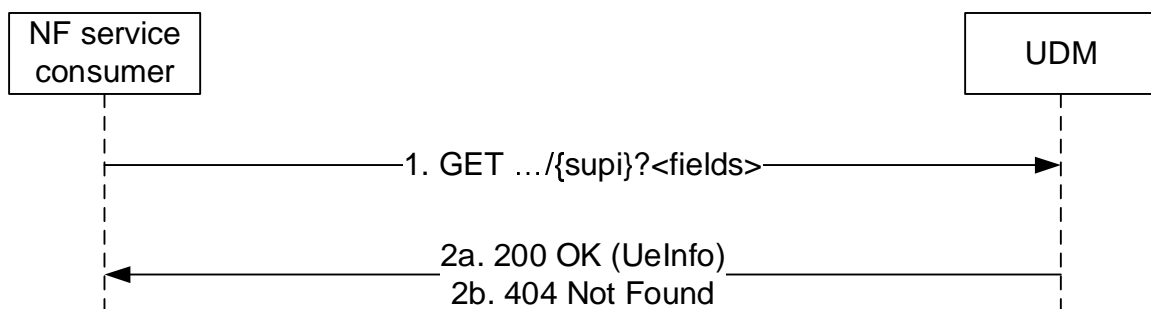 NF service
consumer
UDM
1. GET …/{supi}?<fields>
2a. 200 OK (UeInfo)
2b. 404 Not Found